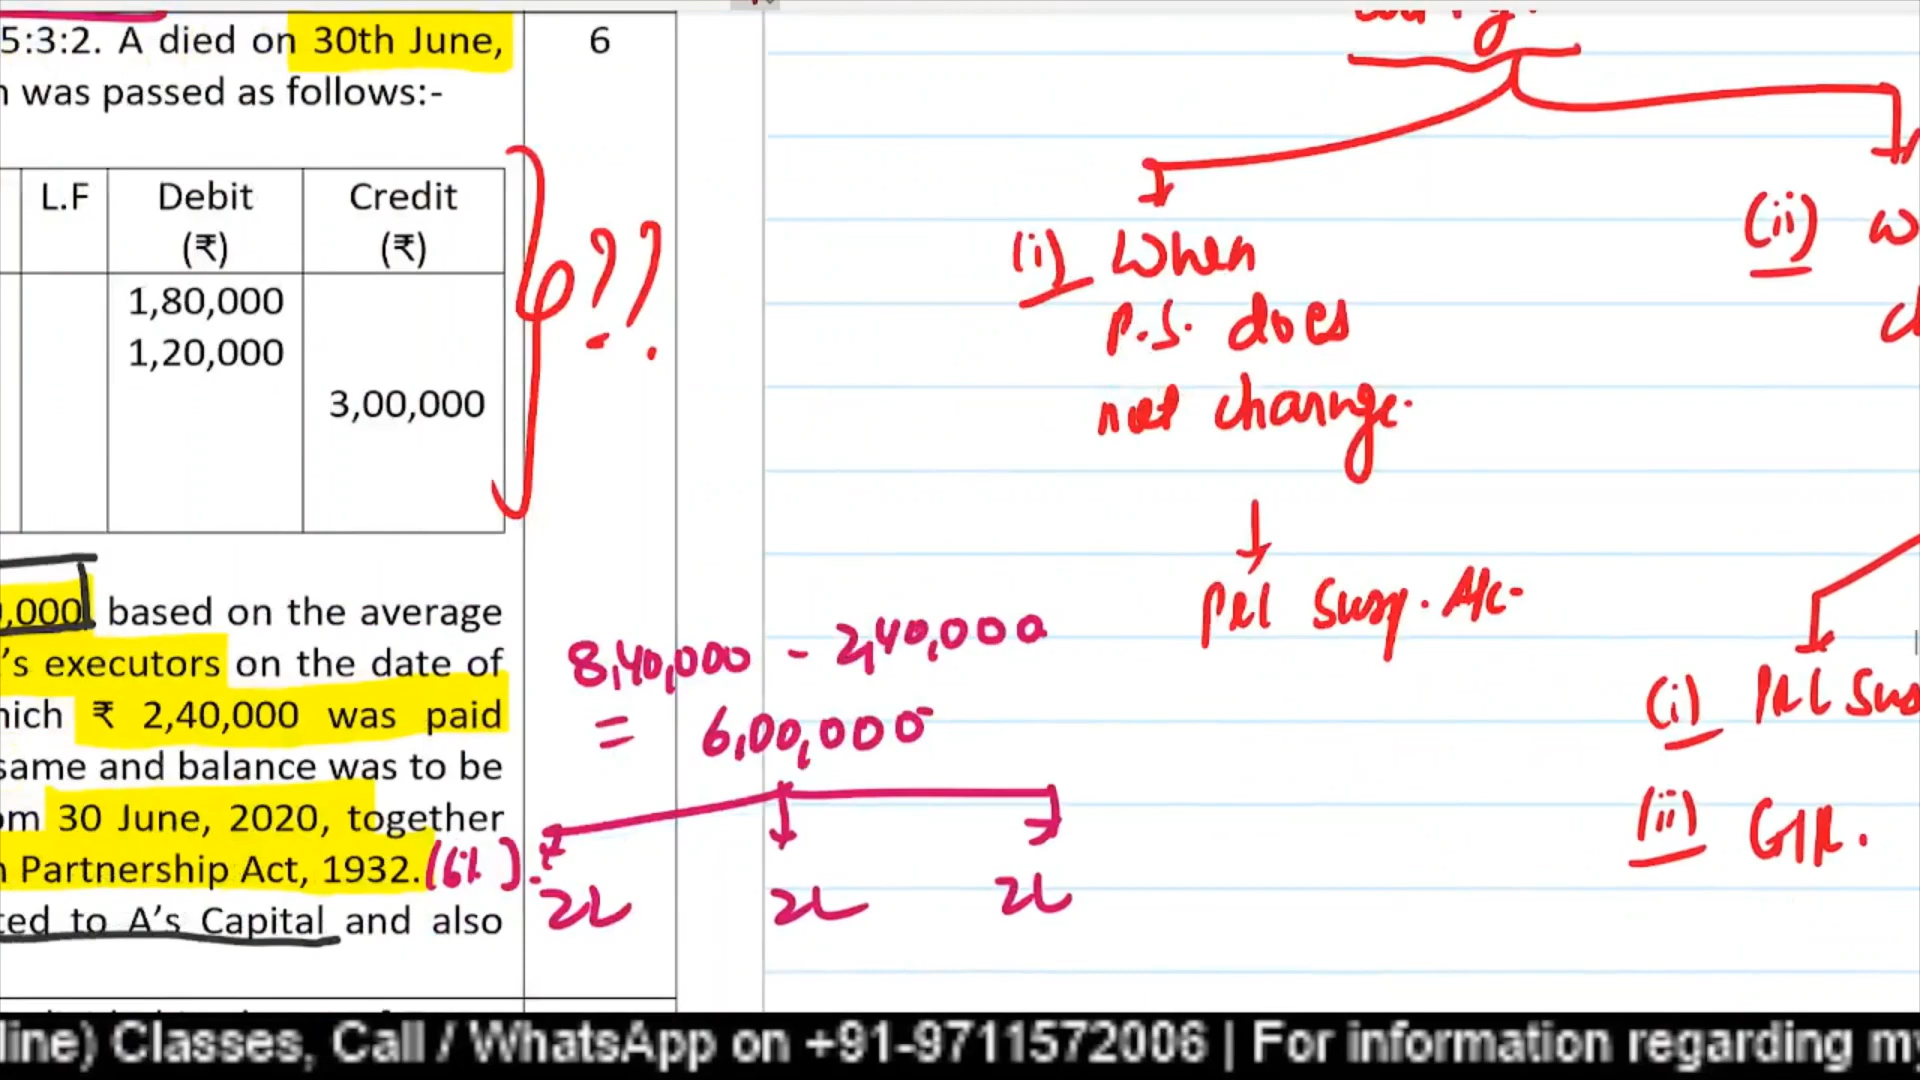 5:3:2. A died on 30th June,
6
was passed as follows:-
L.F Debit (₹) Credit (₹)
1,80,000
1,20,000
3,00,000
??
,000 based on the average
's executors on the date of
₹ 2,40,000 was paid
same and balance was to be
30 June, 2020, together
Partnership Act, 1932. (6%)
to A's Capital and also
8,40,000 - 2,40,000
= 6,00,000
2L 2L 2L
(i) When
P.S. does
not change.
P&L Susp. A/c
(ii)
(i) P&L Sus
(ii) G/R.
line) Classes, Call / WhatsApp on +91-9711572006 | For information regarding my